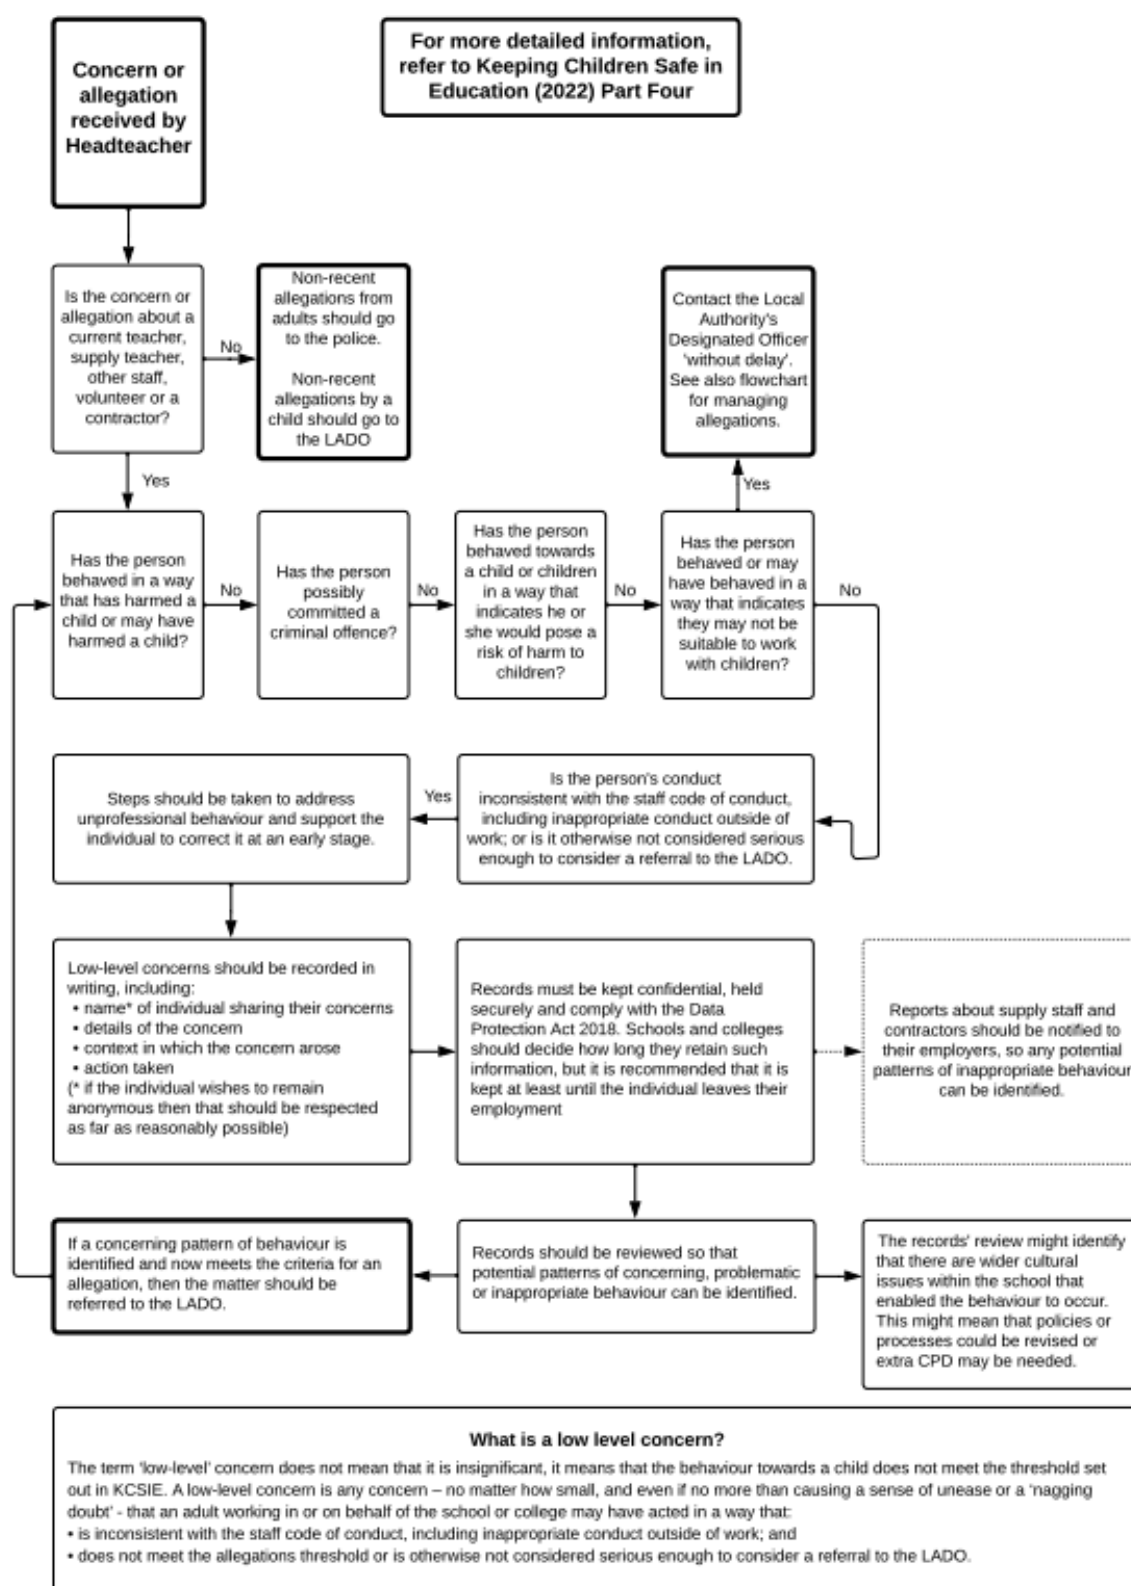 Concern or
allegation
received by
Headteacher
For more detailed information,
refer to Keeping Children Safe in
Education (2022) Part Four
Is the concern or
allegation about a
current teacher,
supply teacher,
other staff,
volunteer or a
contractor?
No
Non-recent
allegations from
adults should go
to the police.
Non-recent
allegations by a
child should go to
the LADO
Contact the Local
Authority's
Designated Officer
'without delay'.
See also flowchart
for managing
allegations.
Yes
Yes
Has the person
behaved in a way
that has harmed a
child or may have
harmed a child?
No
Has the person
possibly
committed a
criminal offence?
No
Has the person
behaved towards
a child or children
in a way that
indicates he or
she would pose a
risk of harm to
children?
No
Has the person
behaved or may
have behaved in a
way that indicates
they may not be
suitable to work
with children?
No
Steps should be taken to address
unprofessional behaviour and support the
individual to correct it at an early stage.
Yes
Is the person's conduct
inconsistent with the staff code of conduct,
including inappropriate conduct outside of
work; or is it otherwise not considered serious
enough to consider a referral to the LADO.
Low-level concerns should be recorded in
writing, including:
• name* of individual sharing their concerns
• details of the concern
• context in which the concern arose
• action taken
(* if the individual wishes to remain
anonymous then that should be respected
as far as reasonably possible)
Records must be kept confidential, held
securely and comply with the Data
Protection Act 2018. Schools and colleges
should decide how long they retain such
information, but it is recommended that it is
kept at least until the individual leaves their
employment
Reports about supply staff and
contractors should be notified to
their employers, so any potential
patterns of inappropriate behaviour
can be identified.
If a concerning pattern of behaviour is
identified and now meets the criteria for an
allegation, then the matter should be
referred to the LADO.
Records should be reviewed so that
potential patterns of concerning, problematic
or inappropriate behaviour can be identified.
The records' review might identify
that there are wider cultural
issues within the school that
enabled the behaviour to occur.
This might mean that policies or
processes could be revised or
extra CPD may be needed.
What is a low level concern?
The term 'low-level' concern does not mean that it is insignificant, it means that the behaviour towards a child does not meet the threshold set
out in KCSIE. A low-level concern is any concern – no matter how small, and even if no more than causing a sense of unease or a 'nagging
doubt' - that an adult working in or on behalf of the school or college may have acted in a way that:
• is inconsistent with the staff code of conduct, including inappropriate conduct outside of work; and
• does not meet the allegations threshold or is otherwise not considered serious enough to consider a referral to the LADO.